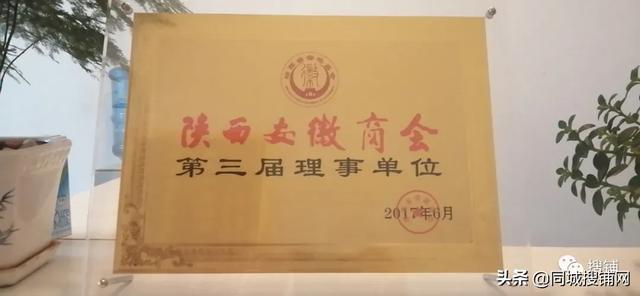 陕西安徽商会
第三届理事单位
2017年6月
搜铺
头条 @同城搜铺网